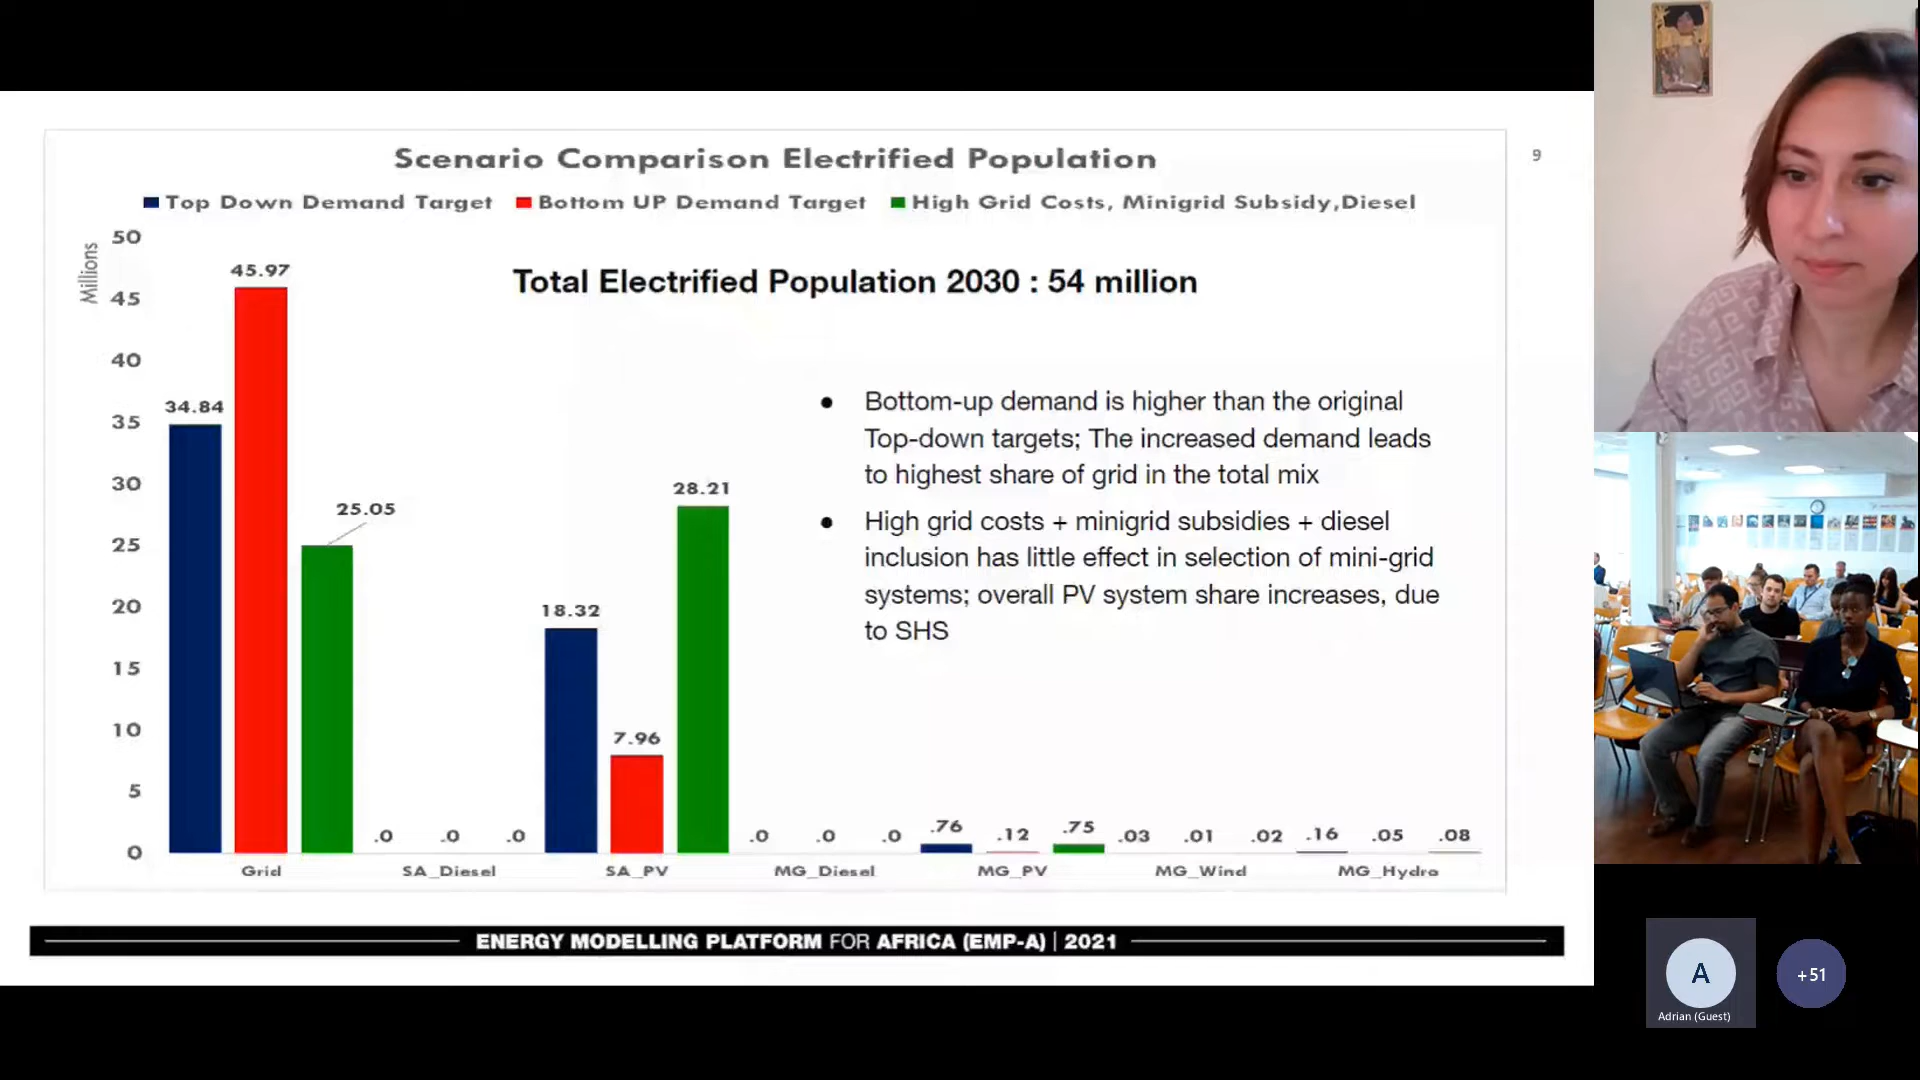 Scenario Comparison Electrified Population
9
Top Down Demand Target Bottom UP Demand Target High Grid Costs, Minigrid Subsidy,Diesel
Millions
50
45
40
35
30
25
20
15
10
5
0
45.97
34.84
25.05
28.21
18.32
7.96
.0 .0 .0
.0 .0 .0
.76 .12 .75
.03 .01 .02
.16 .05 .08
Grid SA_Diesel SA_PV MG_Diesel MG_PV MG_Wind MG_Hydro
Total Electrified Population 2030 : 54 million
● Bottom-up demand is higher than the original
Top-down targets; The increased demand leads
to highest share of grid in the total mix
● High grid costs + minigrid subsidies + diesel
inclusion has little effect in selection of mini-grid
systems; overall PV system share increases, due
to SHS
ENERGY MODELLING PLATFORM FOR AFRICA (EMP-A) | 2021
A
Adrian (Guest)
+51